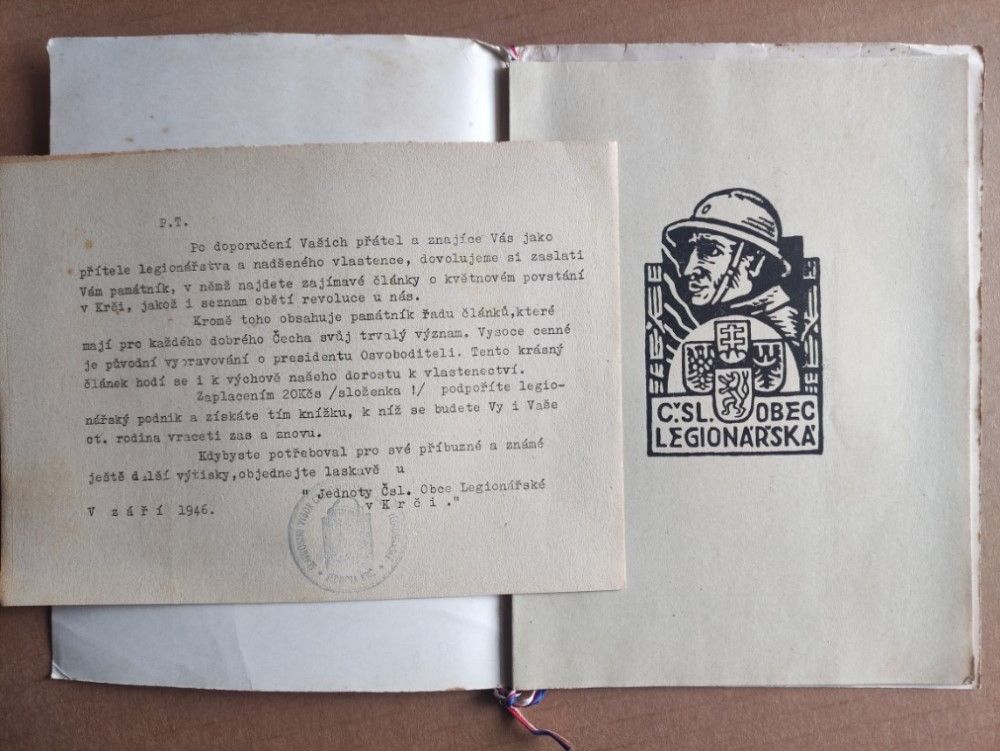 P.T.
Po doporučení Vašich přátel a znajíce Vás jako
přítele legionářstva a nadšeného vlastence, dovolujeme si zaslati
Vám památník, v němž najdete zajímavé články o květnovém povstání
v Krči, jakož i seznam obětí revoluce u nás.
Kromě toho obsahuje památník řadu článků,které
mají pro každého dobrého Čecha svůj trvalý význam. Vysoce cenné
je původní vypravování o presidentu Osvoboditeli. Tento krásný
článek hodí se i k výchově našeho dorostu k vlastenectví.
Zaplacením 20Kčs /složenka 1/ podpoříte legio-
nářský podnik a získáte tím knížku, k níž se budete Vy i Vaše
ct. rodina vraceti zas a znovu.
Kdybyste potřeboval pro své příbuzné a známé
ještě další výtisky,objednejte laskavě u
" Jednoty Čsl. Obce Legionářské
V září 1946.
v Krči ."
JEDNOTA KRČ
Č.SL. OBEC
LEGIONÁŘSKÁ